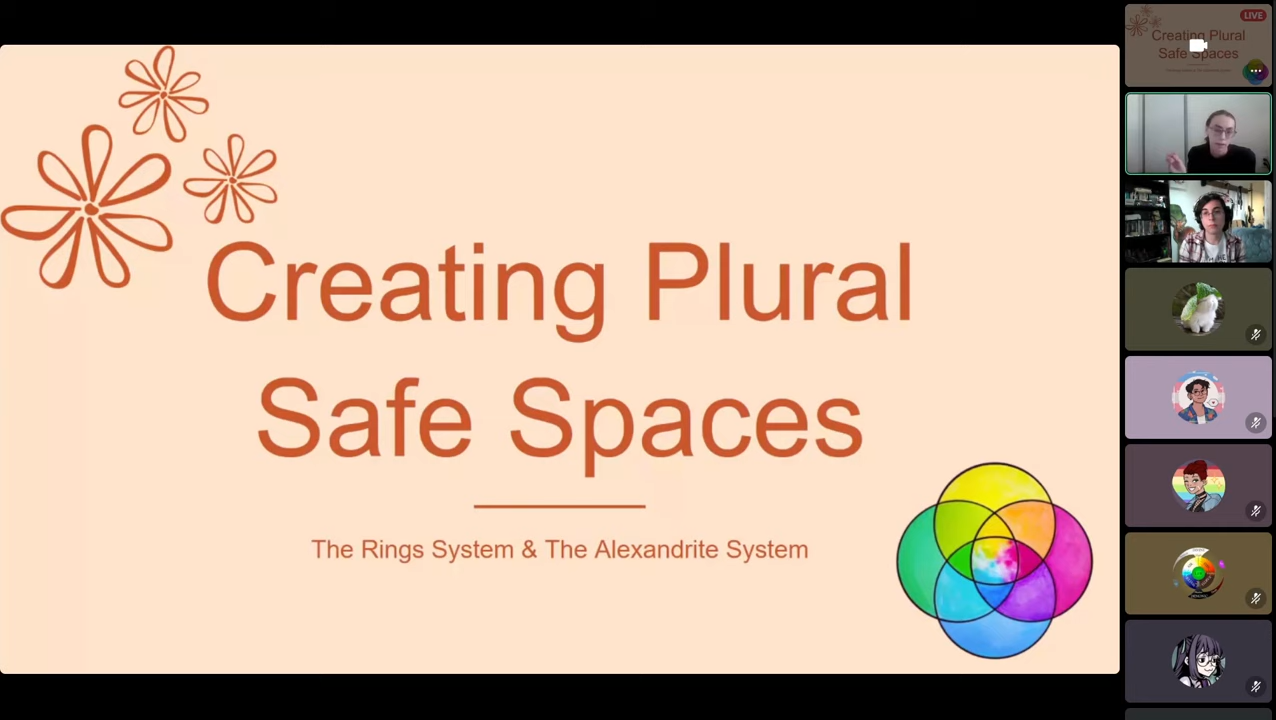 Creating Plural
Safe Spaces
The Rings System & The Alexandrite System
LIVE
Creating Plural
Safe Spaces